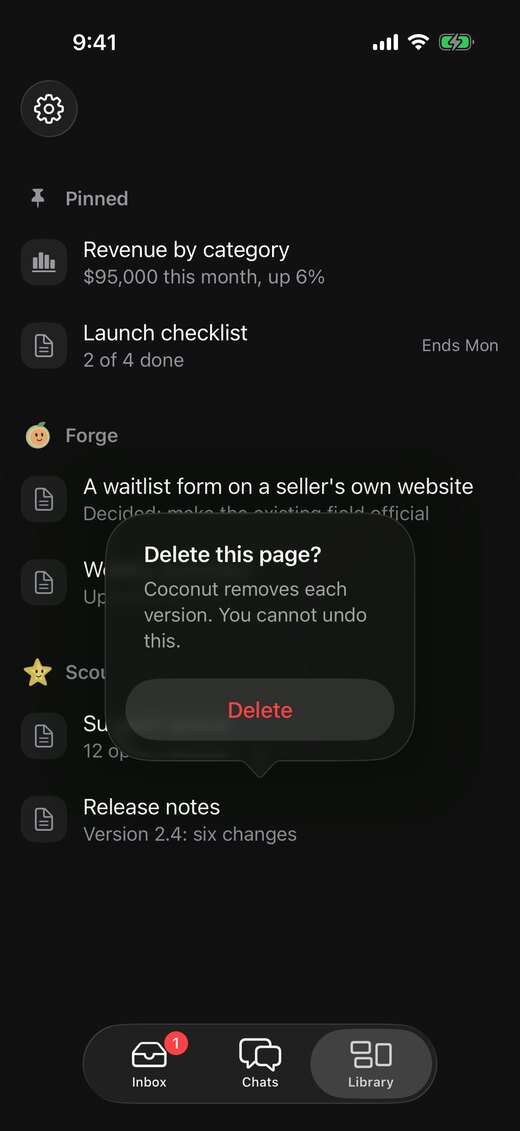 9:41
Pinned
Revenue by category
$95,000 this month, up 6%
Launch checklist
2 of 4 done
Ends Mon
Forge
A waitlist form on a seller's own website
Decided: make the existing field official
Delete this page?
Coconut removes each
version. You cannot undo
this.
Delete
12
Release notes
Version 2.4: six changes
1
Inbox
Chats
Library